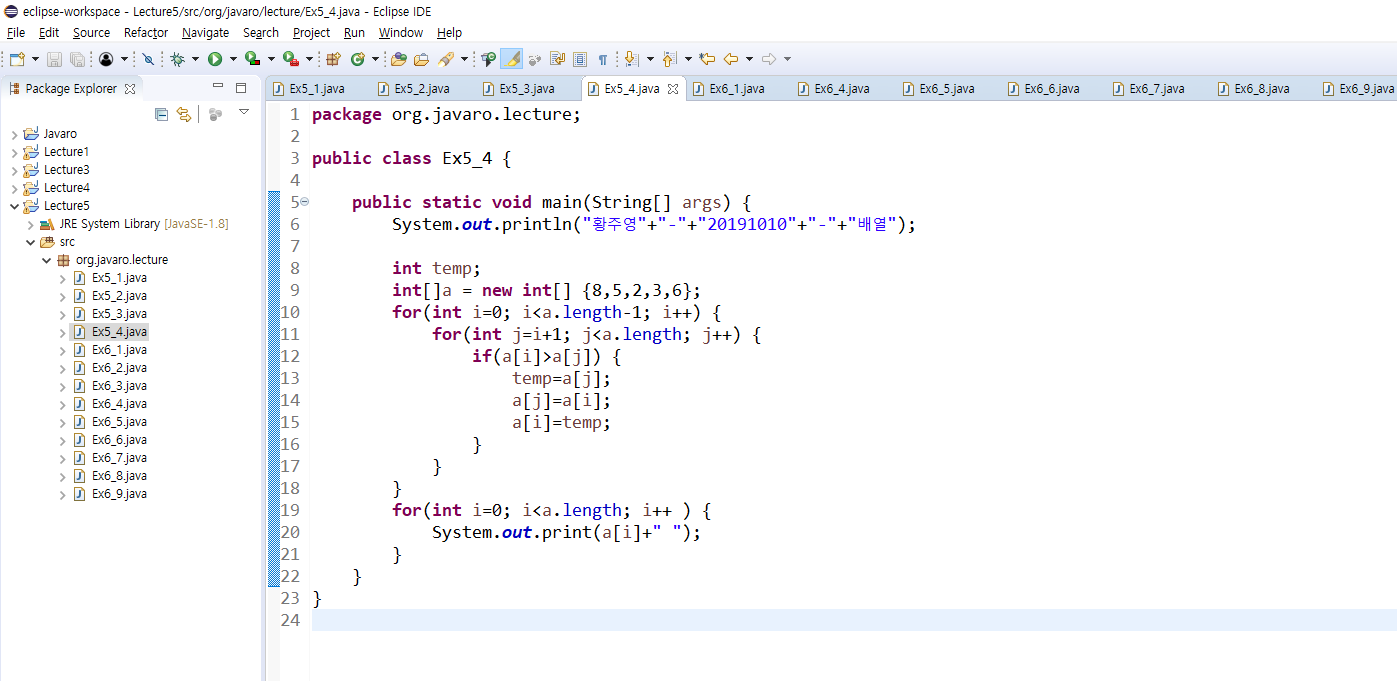 eclipse-workspace - Lecture5/src/org/javaro/lecture/Ex5_4.java - Eclipse IDE
File Edit Source Refactor Navigate Search Project Run Window Help
Package Explorer
Javaro
Lecture1
Lecture3
Lecture4
Lecture5
JRE System Library [JavaSE-1.8]
src
org.javaro.lecture
Ex5_1.java
Ex5_2.java
Ex5_3.java
Ex5_4.java
Ex6_1.java
Ex6_2.java
Ex6_3.java
Ex6_4.java
Ex6_5.java
Ex6_6.java
Ex6_7.java
Ex6_8.java
Ex6_9.java
Ex5_1.java Ex5_2.java Ex5_3.java Ex5_4.java Ex6_1.java Ex6_4.java Ex6_5.java Ex6_6.java Ex6_7.java Ex6_8.java Ex6_9.java
1 package org.javaro.lecture;
2
3 public class Ex5_4 {
4
5 public static void main(String[] args) {
6 System.out.println("황주영"+"-"+"20191010"+"-"+"배열");
7
8 int temp;
9 int[]a = new int[] {8,5,2,3,6};
10 for(int i=0; i<a.length-1; i++) {
11 for(int j=i+1; j<a.length; j++) {
12 if(a[i]>a[j]) {
13 temp=a[j];
14 a[j]=a[i];
15 a[i]=temp;
16 }
17 }
18 }
19 for(int i=0; i<a.length; i++ ) {
20 System.out.print(a[i]+" ");
21 }
22 }
23 }
24